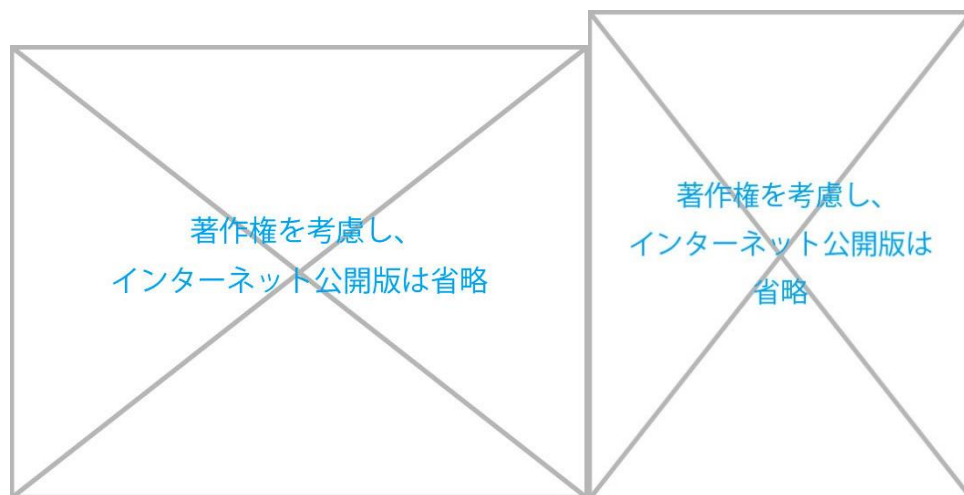 著作権を考慮し、
インターネット公開版は省略
著作権を考慮し、
インターネット公開版は
省略